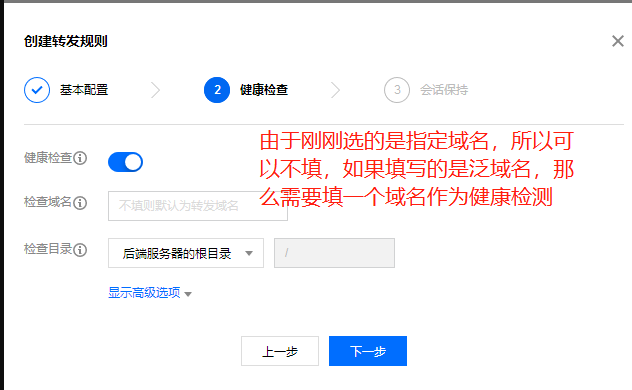 创建转发规则
基本配置
2 健康检查
3 会话保持
由于刚刚选的是指定域名，所以可
以不填，如果填写的是泛域名，那
么需要填一个域名作为健康检测
健康检查
检查域名 不填则默认为转发域名
检查目录 后端服务器的根目录 /
显示高级选项
上一步 下一步